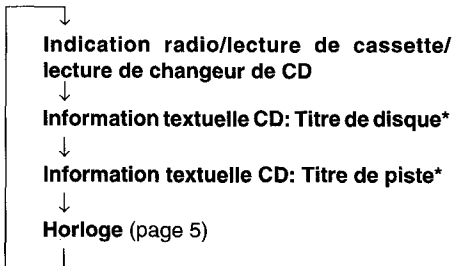 Indication radio/lecture de cassette/
lecture de changeur de CD
Information textuelle CD: Titre de disque*
Information textuelle CD: Titre de piste*
Horloge (page 5)